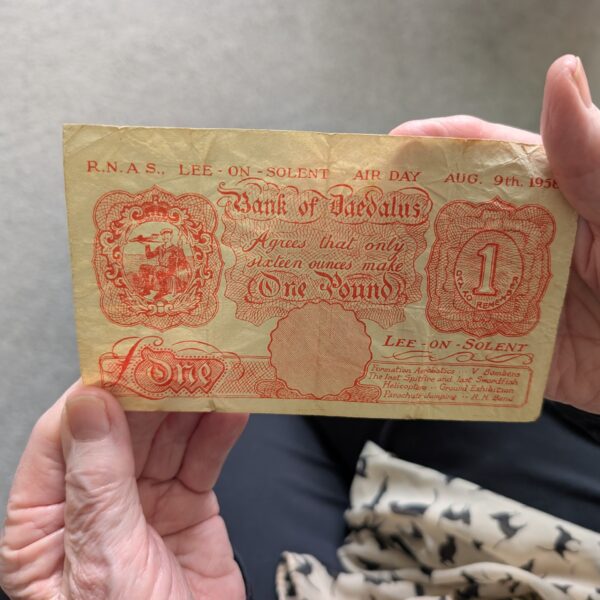 R.N.A S., LEE-ON-SOLENT AIR DAY AUG. 9TH. 1958
Bank of Daedalus
Agrees that only
sixteen ounces make
One Pound
1
LEE-ON-SOLENT
£ One
Formation Aerobatics : V Bombers
The last Spitfire and last Swordfish
Helicopters -- Ground Exhibition
Parachute Jumping -- R.N. Band